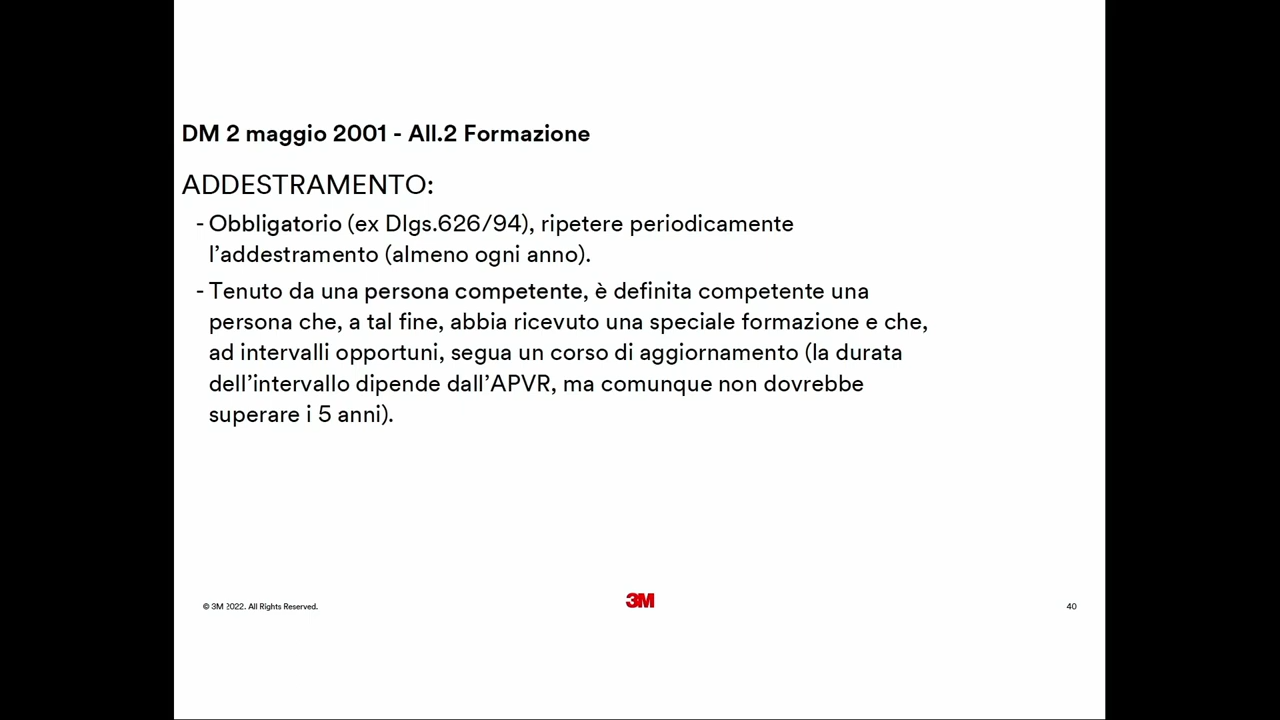 DM 2 maggio 2001 - All.2 Formazione
ADDESTRAMENTO:
- Obbligatorio (ex Dlgs.626/94), ripetere periodicamente
l'addestramento (almeno ogni anno).
- Tenuto da una persona competente, è definita competente una
persona che, a tal fine, abbia ricevuto una speciale formazione e che,
ad intervalli opportuni, segua un corso di aggiornamento (la durata
dell'intervallo dipende dall'APVR, ma comunque non dovrebbe
superare i 5 anni).
© 3M 2022. All Rights Reserved.
3M
40